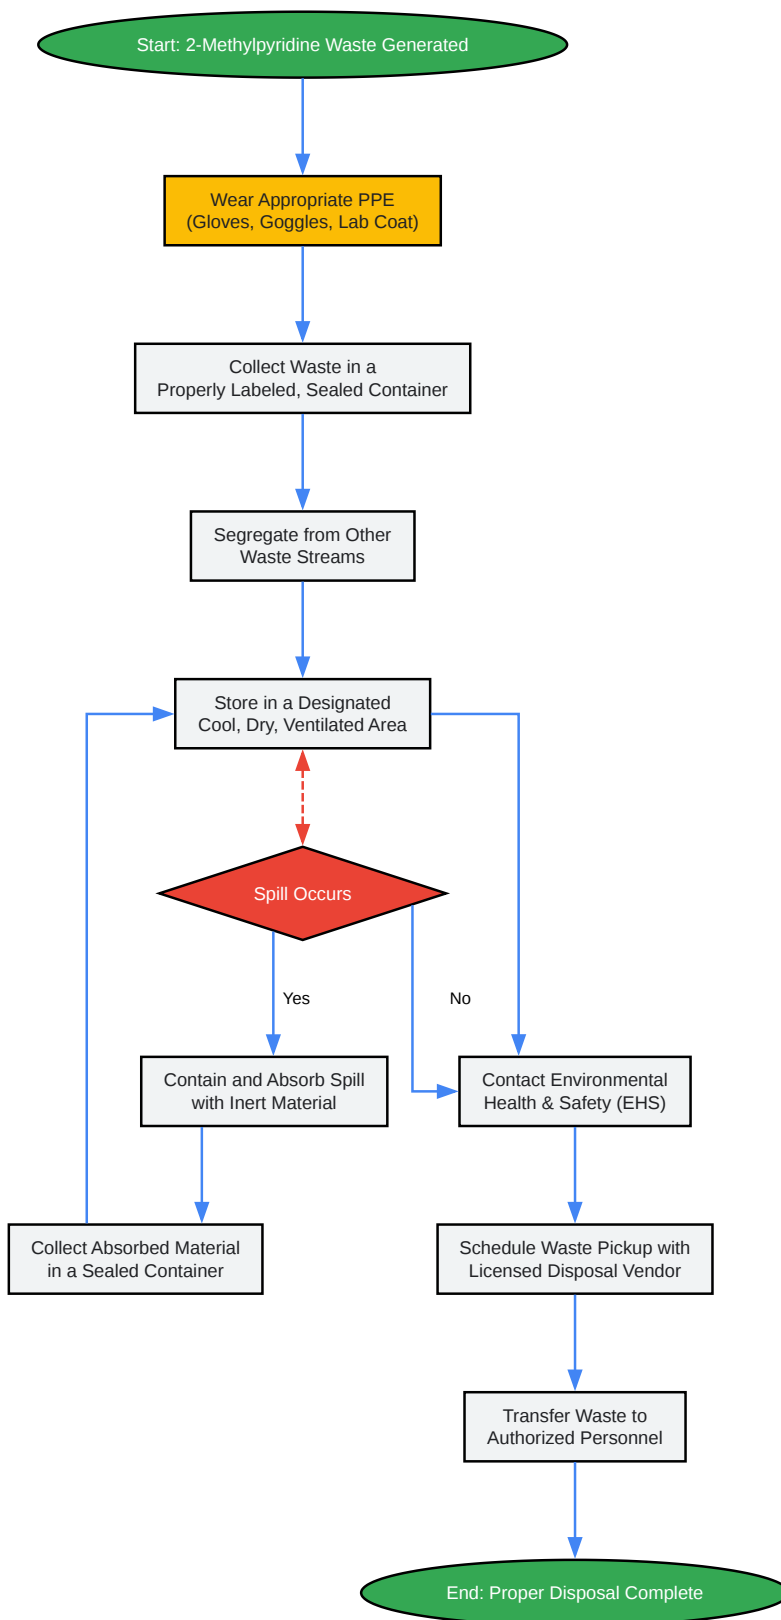 Start: 2-Methylpyridine Waste Generated
Wear Appropriate PPE
(Gloves, Goggles, Lab Coat)
Collect Waste in a
Properly Labeled, Sealed Container
Segregate from Other
Waste Streams
Store in a Designated
Cool, Dry, Ventilated Area
Spill Occurs
Yes
No
Contain and Absorb Spill
with Inert Material
Contact Environmental
Health & Safety (EHS)
Collect Absorbed Material
in a Sealed Container
Schedule Waste Pickup with
Licensed Disposal Vendor
Transfer Waste to
Authorized Personnel
End: Proper Disposal Complete